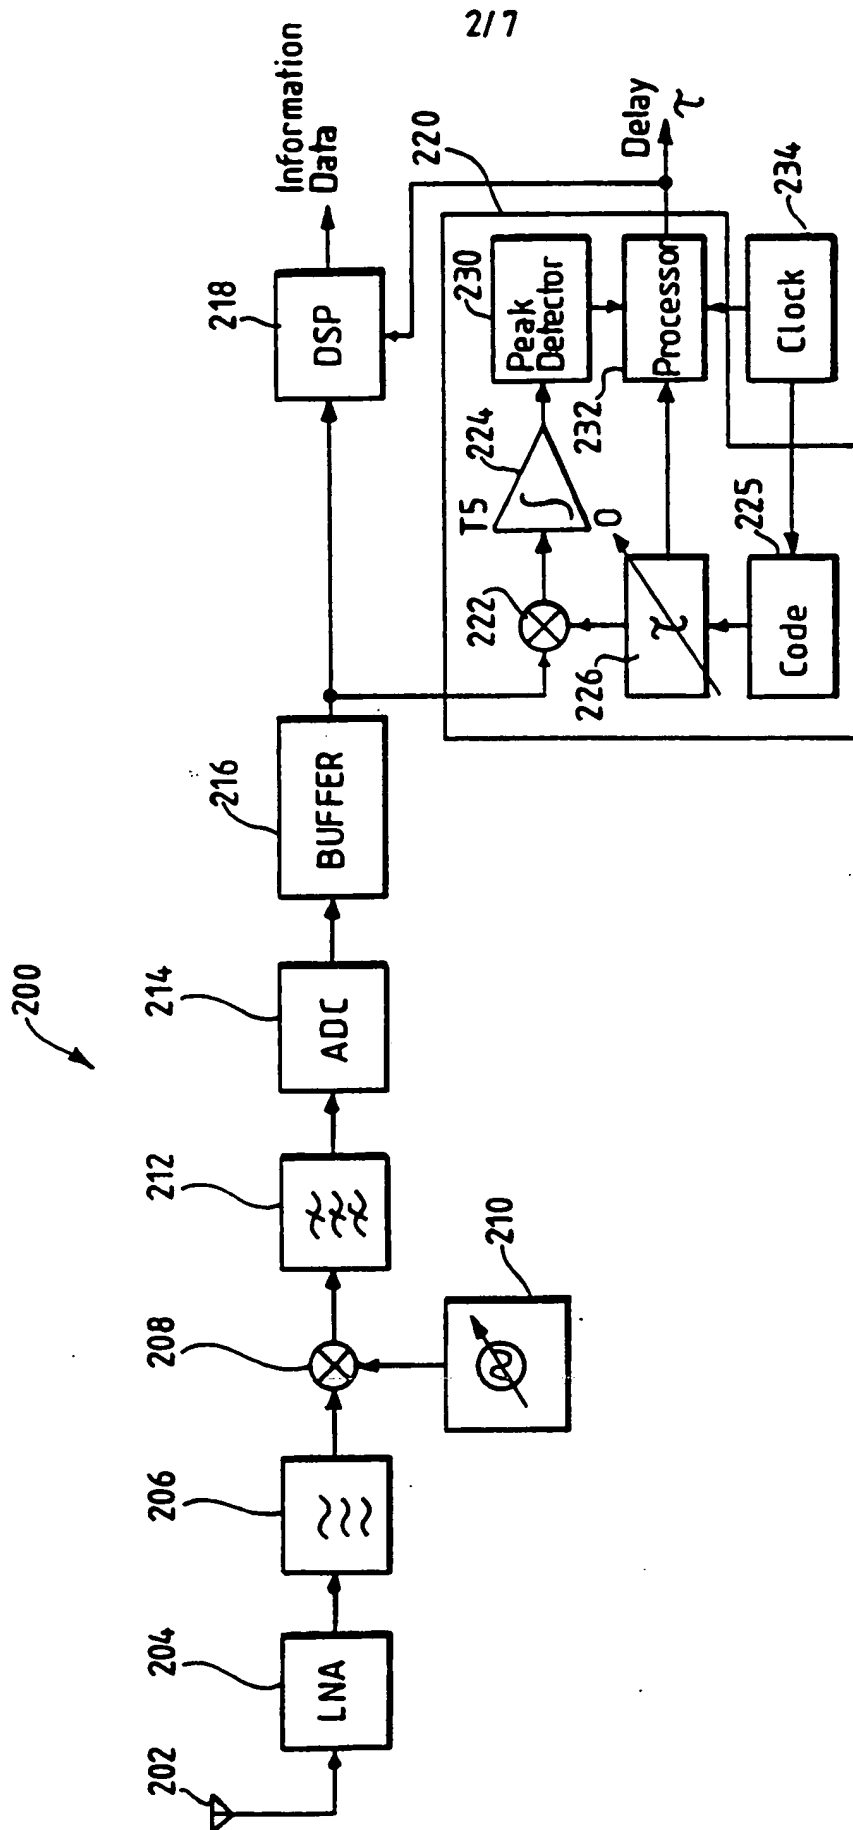 2/7
200
202
204
LNA
206
208
210
212
214
ADC
216
BUFFER
218
DSP
Information
Data
220
222
T5
224
0
230
Peak
Detector
226
τ
232
Processor
Delay
τ
225
Code
234
Clock